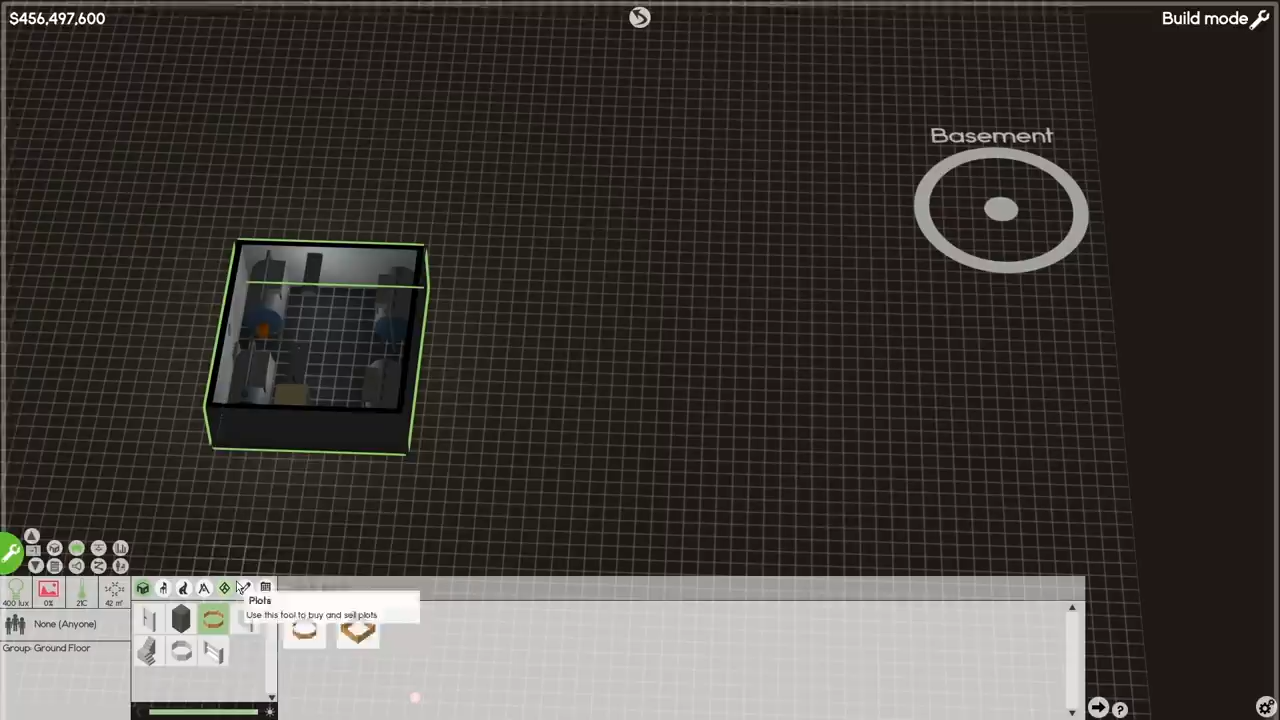 $456,497,600
Build mode
Basement
-1
Plots
Use this tool to buy and sell plots
400 lux
0%
21C
42 m²
None (Anyone)
Group: Ground Floor
?